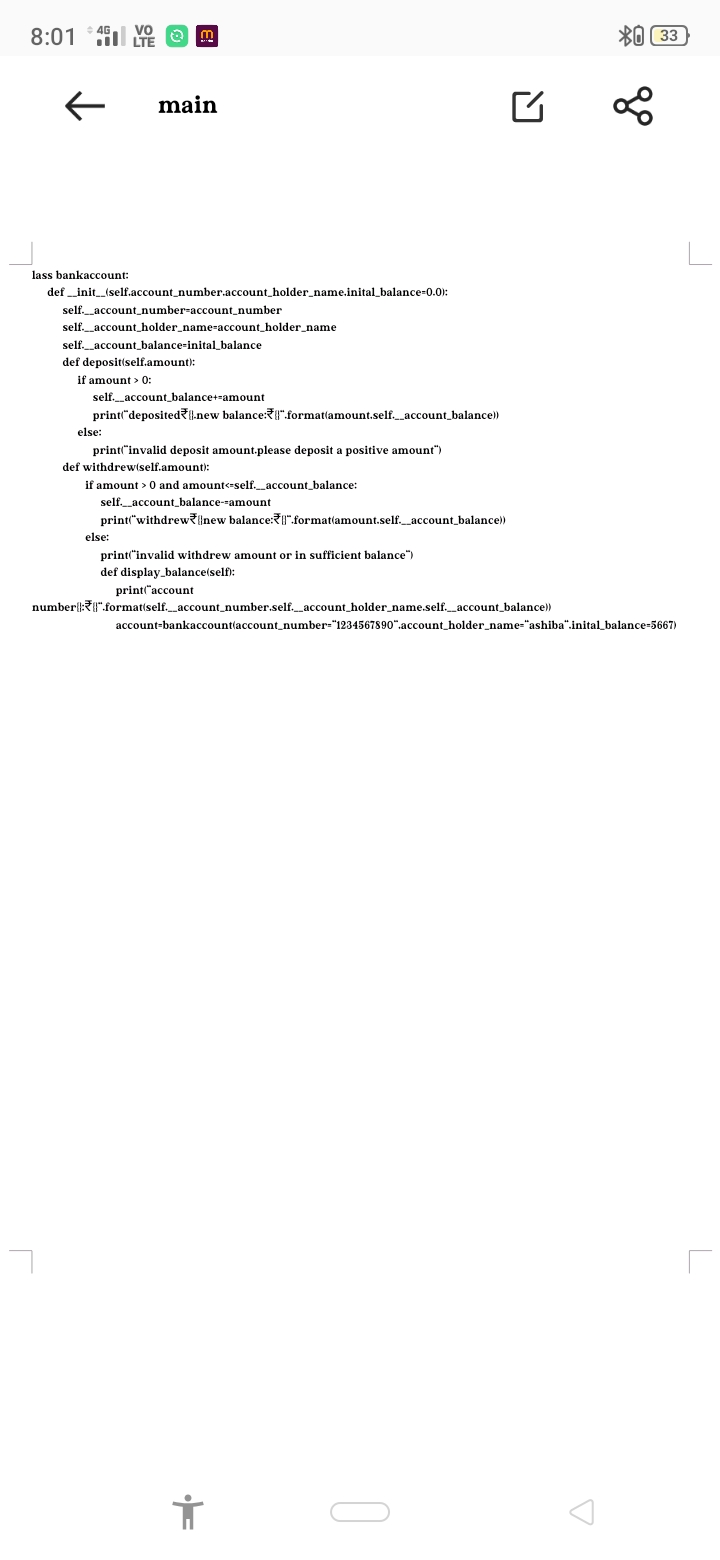 8:01 4G VO LTE 33
main
lass bankaccount:
def __init__(self.account_number.account_holder_name.inital_balance=0.0):
self.__account_number=account_number
self.__account_holder_name=account_holder_name
self.__account_balance=inital_balance
def deposit(self.amount):
if amount > 0:
self.__account_balance+=amount
print("deposited₹{}.new balance:₹{}".format(amount.self.__account_balance))
else:
print("invalid deposit amount.please deposit a positive amount")
def withdrew(self.amount):
if amount > 0 and amount<=self.__account_balance:
self.__account_balance-=amount
print("withdrew₹{}new balance:₹{}".format(amount.self.__account_balance))
else:
print("invalid withdrew amount or in sufficient balance")
def display_balance(self):
print("account
number{}:₹{}".format(self.__account_number.self.__account_holder_name.self.__account_balance))
account=bankaccount(account_number="1234567890".account_holder_name="ashiba".inital_balance=5667)